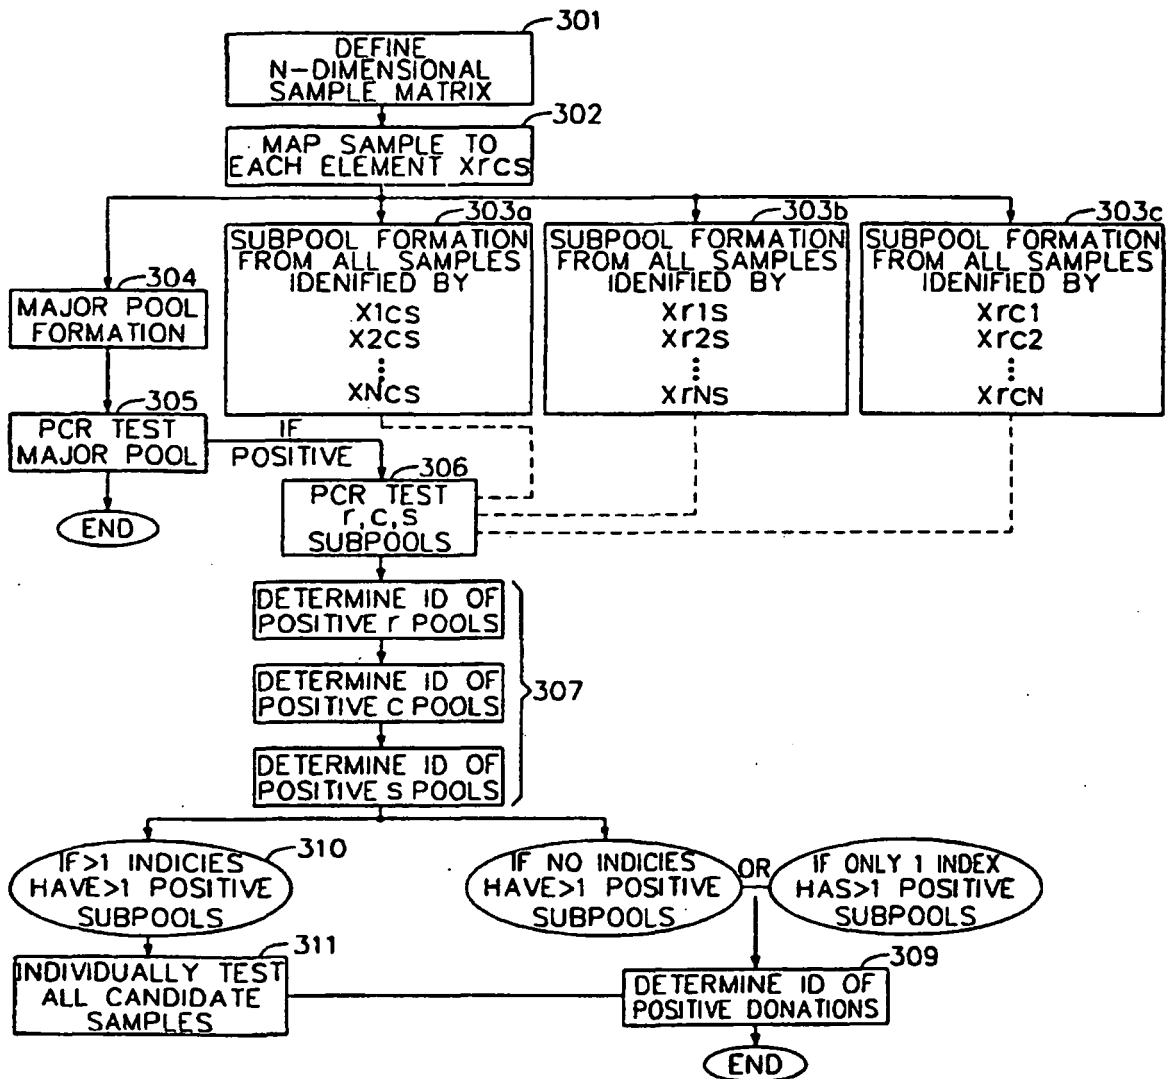 301
DEFINE
N-DIMENSIONAL
SAMPLE MATRIX
302
MAP SAMPLE TO
EACH ELEMENT Xrcs
303a
SUBPOOL FORMATION
FROM ALL SAMPLES
IDENIFIED BY
X1cs
X2cs
XNcs
303b
SUBPOOL FORMATION
FROM ALL SAMPLES
IDENIFIED BY
Xr1s
Xr2s
XrNs
303c
SUBPOOL FORMATION
FROM ALL SAMPLES
IDENIFIED BY
Xrc1
Xrc2
XrcN
304
MAJOR POOL
FORMATION
305
PCR TEST
MAJOR POOL
IF
POSITIVE
END
306
PCR TEST
r,c,s
SUBPOOLS
DETERMINE ID OF
POSITIVE r POOLS
DETERMINE ID OF
POSITIVE c POOLS
DETERMINE ID OF
POSITIVE s POOLS
307
IF>1 INDICIES
HAVE>1 POSITIVE
SUBPOOLS
310
IF NO INDICIES
HAVE>1 POSITIVE
SUBPOOLS
OR
IF ONLY 1 INDEX
HAS>1 POSITIVE
SUBPOOLS
311
INDIVIDUALLY TEST
ALL CANDIDATE
SAMPLES
309
DETERMINE ID OF
POSITIVE DONATIONS
END